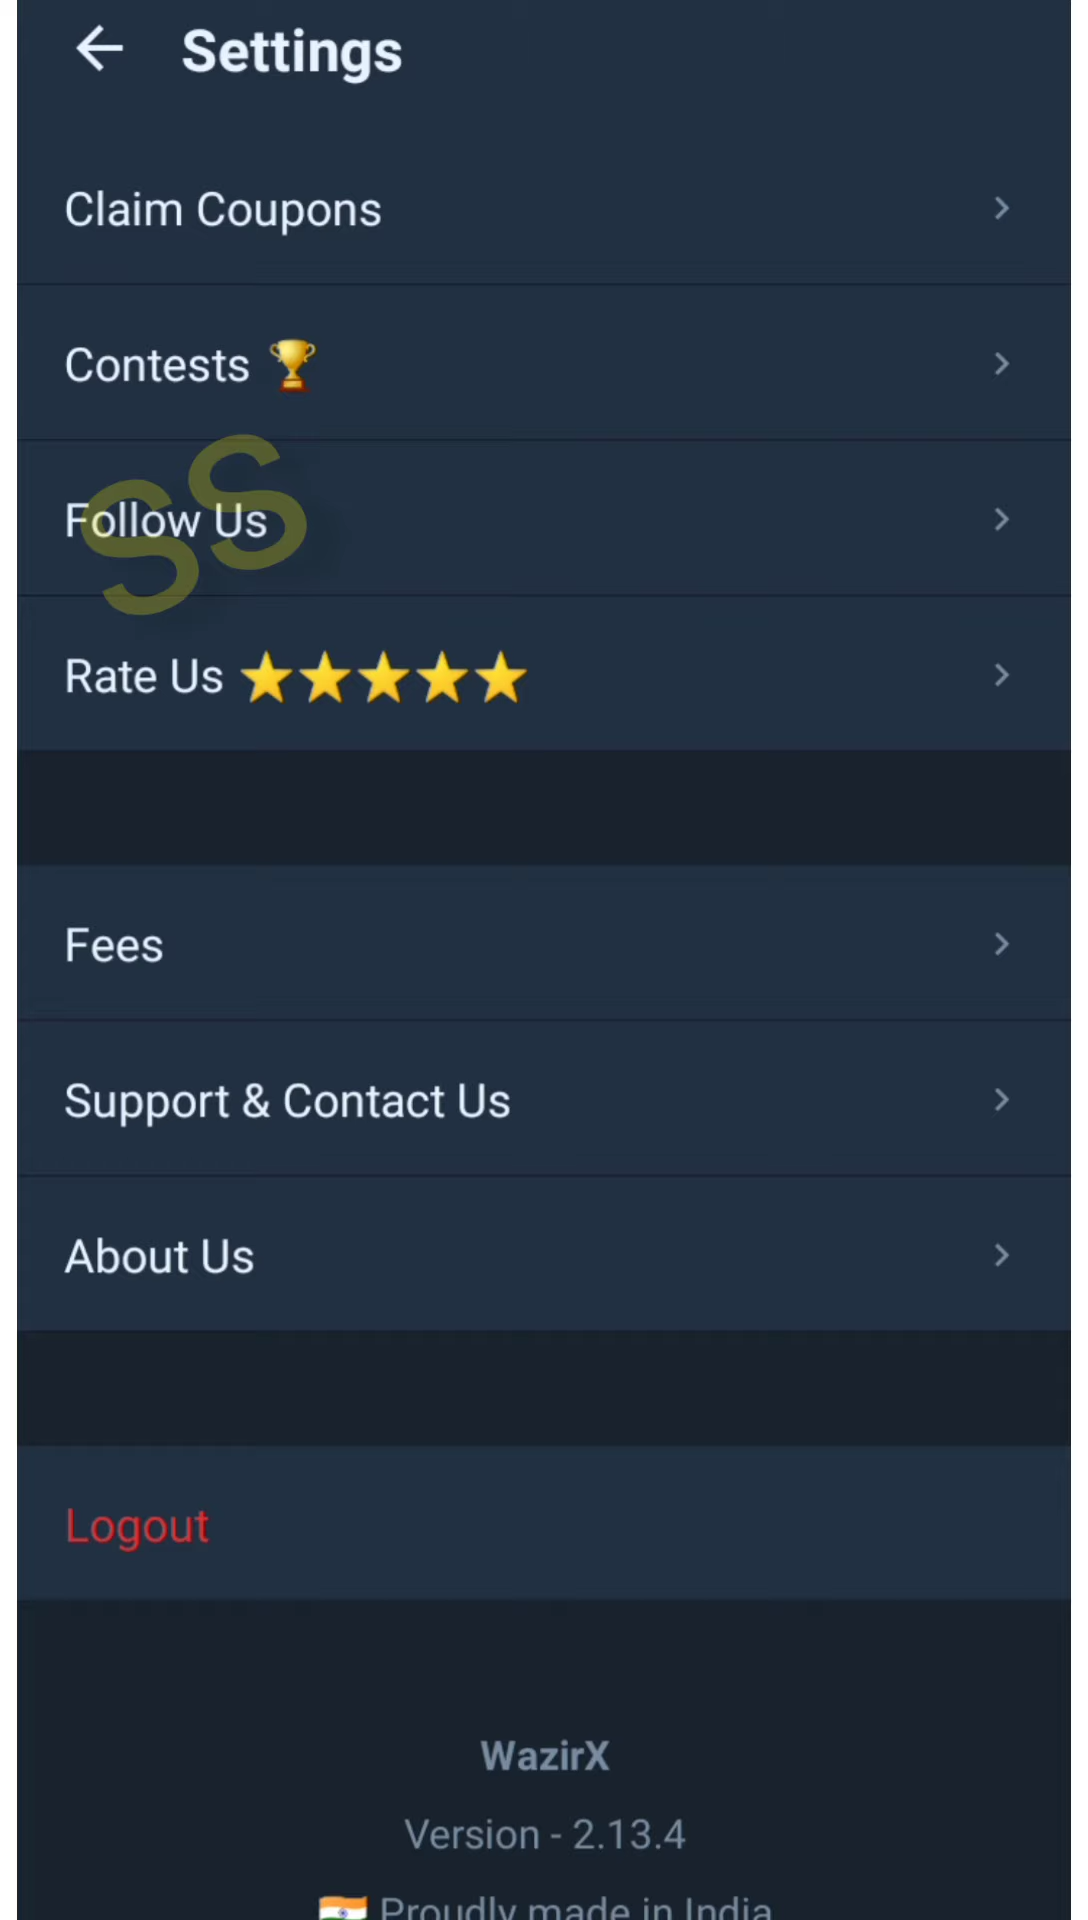 Settings
Claim Coupons
Contests 🏆
SS
Follow Us
Rate Us ⭐⭐⭐⭐⭐
Fees
Support & Contact Us
About Us
Logout
WazirX
Version - 2.13.4
🇮🇳 Proudly made in India